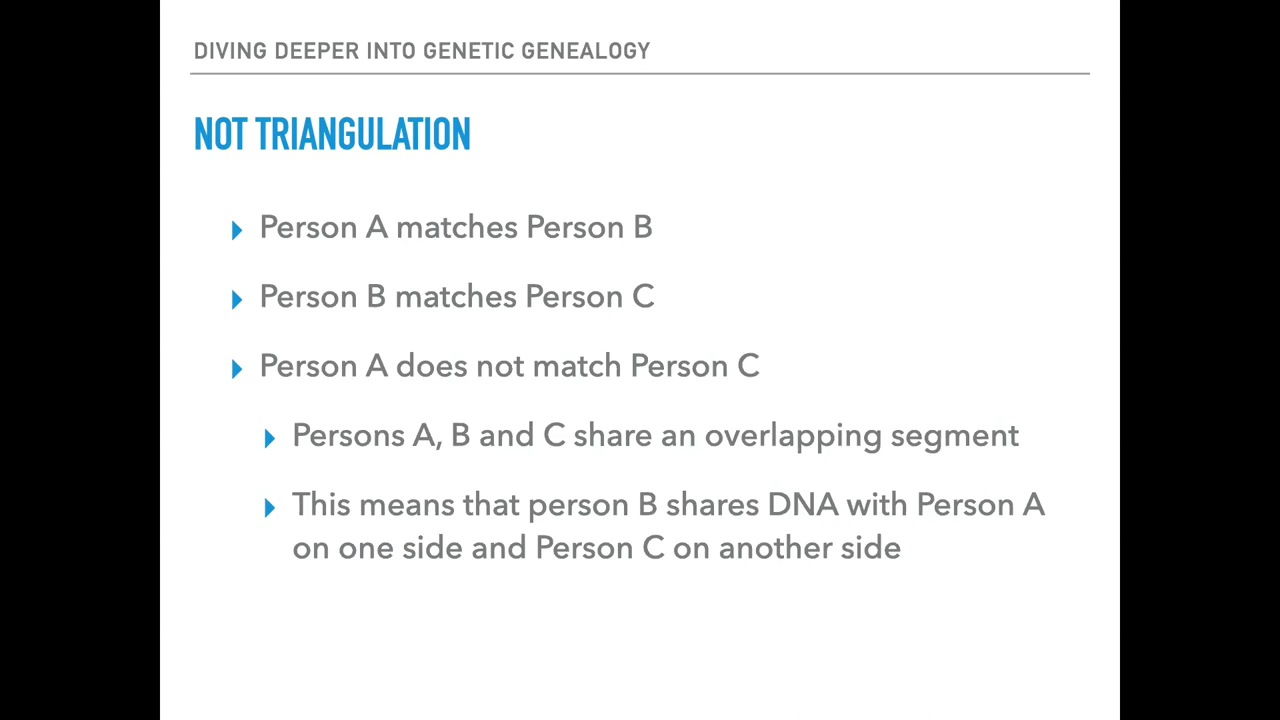 DIVING DEEPER INTO GENETIC GENEALOGY
NOT TRIANGULATION
Person A matches Person B
Person B matches Person C
Person A does not match Person C
Persons A, B and C share an overlapping segment
This means that person B shares DNA with Person A
on one side and Person C on another side